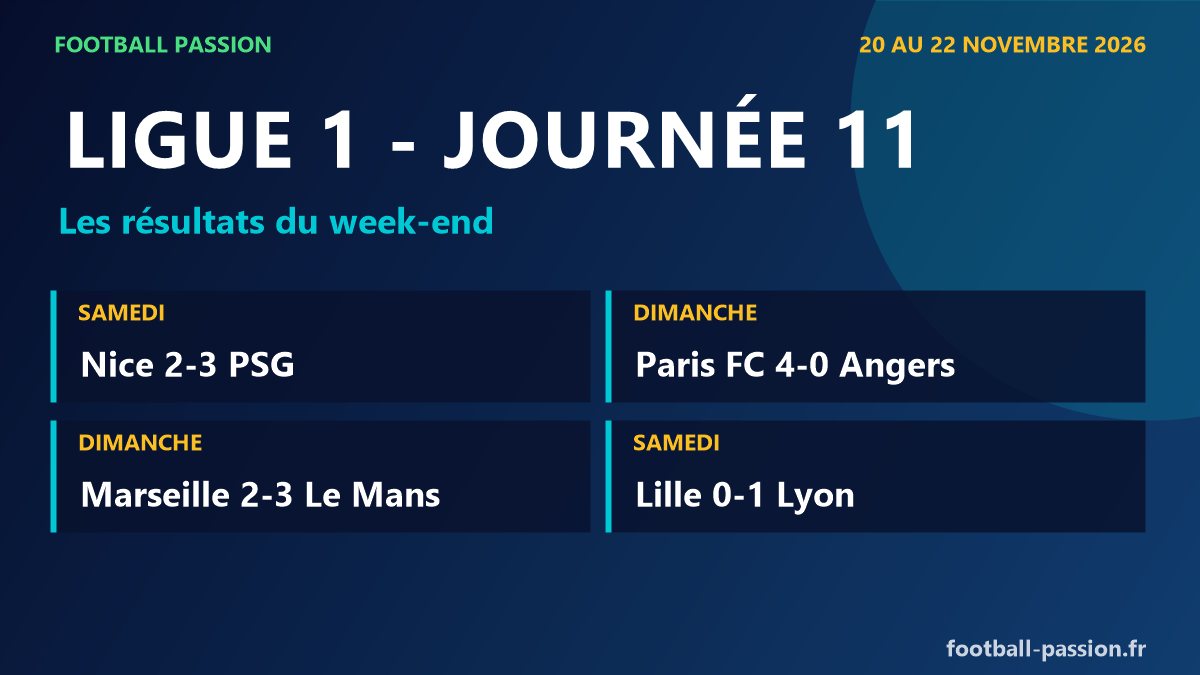 FOOTBALL PASSION
20 AU 22 NOVEMBRE 2026
LIGUE 1 - JOURNÉE 11
Les résultats du week-end
SAMEDI
Nice 2-3 PSG
DIMANCHE
Paris FC 4-0 Angers
DIMANCHE
Marseille 2-3 Le Mans
SAMEDI
Lille 0-1 Lyon
football-passion.fr